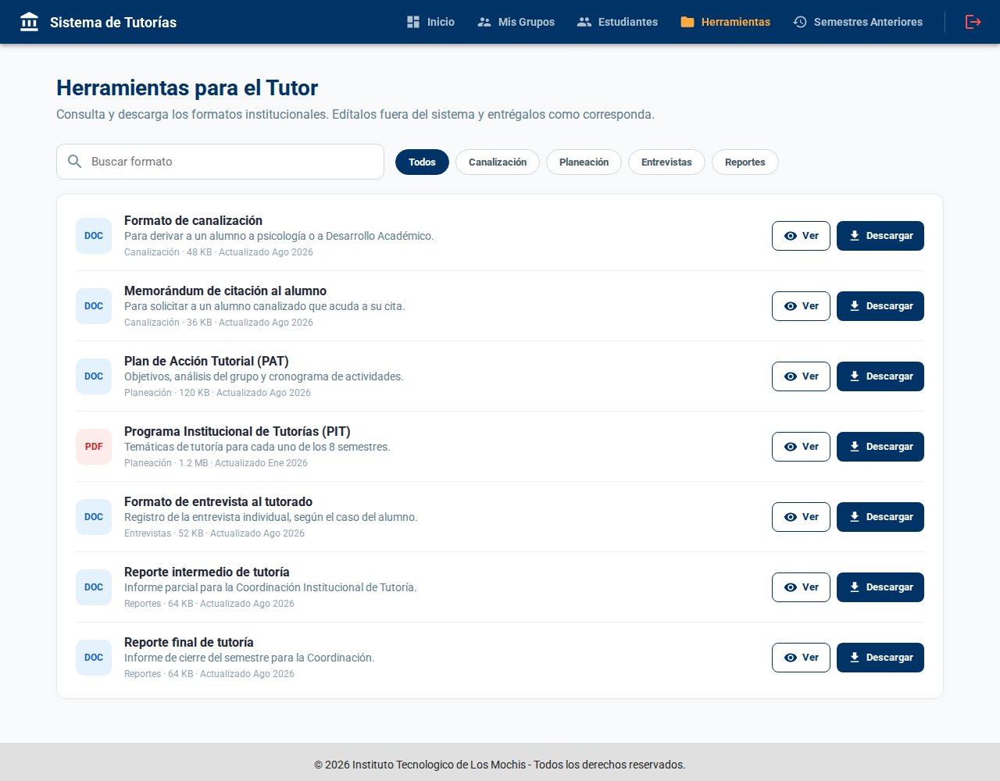 Sistema de Tutorías
Inicio
Mis Grupos
Estudiantes
Herramientas
Semestres Anteriores
Herramientas para el Tutor
Consulta y descarga los formatos institucionales. Edítalos fuera del sistema y entrégalos como corresponda.
Buscar formato
Todos
Canalización
Planeación
Entrevistas
Reportes
DOC
Formato de canalización
Para derivar a un alumno a psicología o a Desarrollo Académico.
Canalización · 48 KB · Actualizado Ago 2026
Ver
Descargar
DOC
Memorándum de citación al alumno
Para solicitar a un alumno canalizado que acuda a su cita.
Canalización · 36 KB · Actualizado Ago 2026
Ver
Descargar
DOC
Plan de Acción Tutorial (PAT)
Objetivos, análisis del grupo y cronograma de actividades.
Planeación · 120 KB · Actualizado Ago 2026
Ver
Descargar
PDF
Programa Institucional de Tutorías (PIT)
Temáticas de tutoría para cada uno de los 8 semestres.
Planeación · 1.2 MB · Actualizado Ene 2026
Ver
Descargar
DOC
Formato de entrevista al tutorado
Registro de la entrevista individual, según el caso del alumno.
Entrevistas · 52 KB · Actualizado Ago 2026
Ver
Descargar
DOC
Reporte intermedio de tutoría
Informe parcial para la Coordinación Institucional de Tutoría.
Reportes · 64 KB · Actualizado Ago 2026
Ver
Descargar
DOC
Reporte final de tutoría
Informe de cierre del semestre para la Coordinación.
Reportes · 64 KB · Actualizado Ago 2026
Ver
Descargar
© 2026 Instituto Tecnologico de Los Mochis - Todos los derechos reservados.